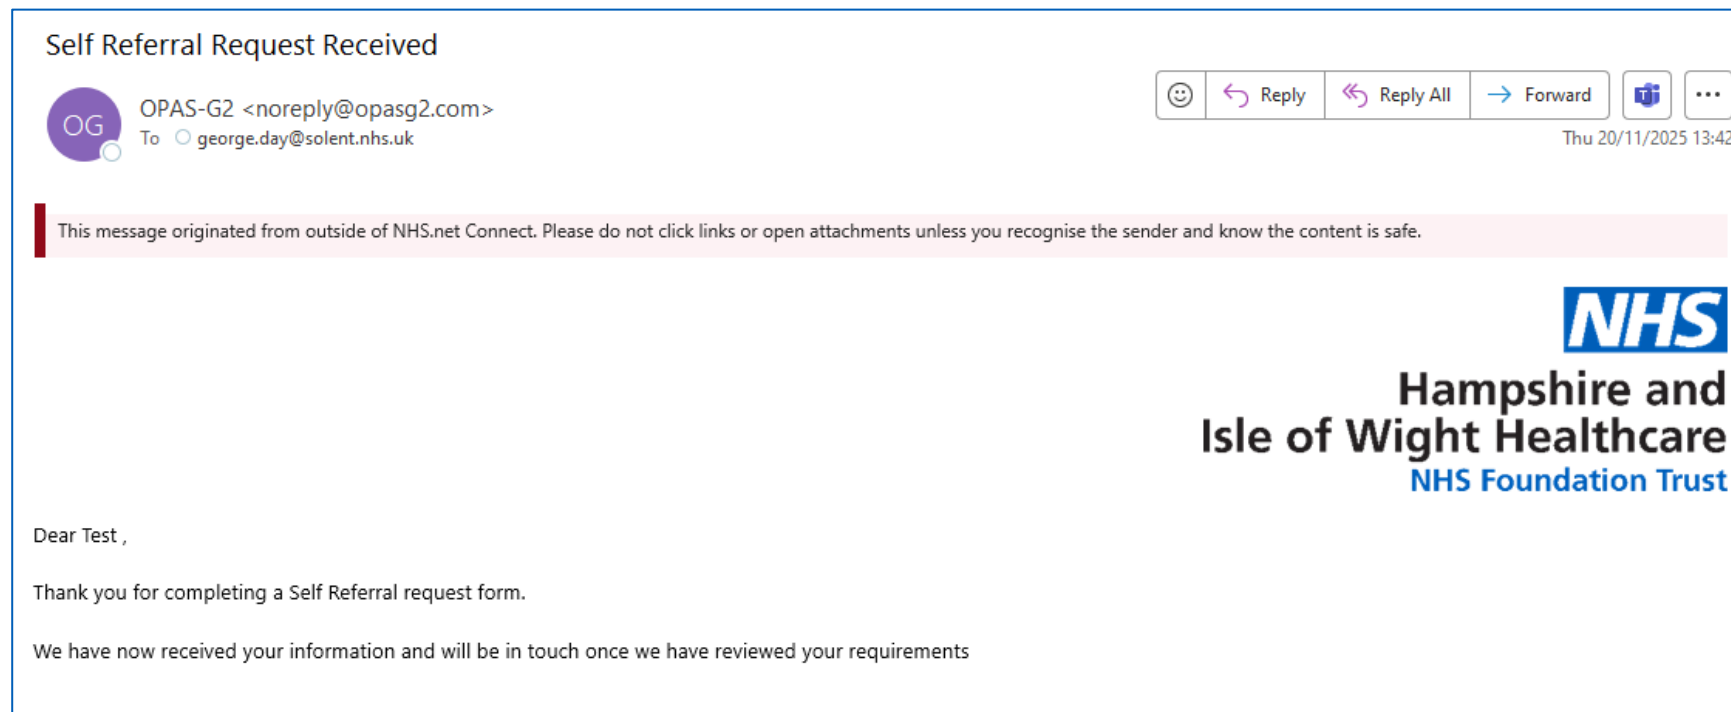 Self Referral Request Received
OG
OPAS-G2 <noreply@opasg2.com>
To george.day@solent.nhs.uk
Reply
Reply All
Forward
Thu 20/11/2025 13:42
This message originated from outside of NHS.net Connect. Please do not click links or open attachments unless you recognise the sender and know the content is safe.
NHS
Hampshire and
Isle of Wight Healthcare
NHS Foundation Trust
Dear Test ,
Thank you for completing a Self Referral request form.
We have now received your information and will be in touch once we have reviewed your requirements